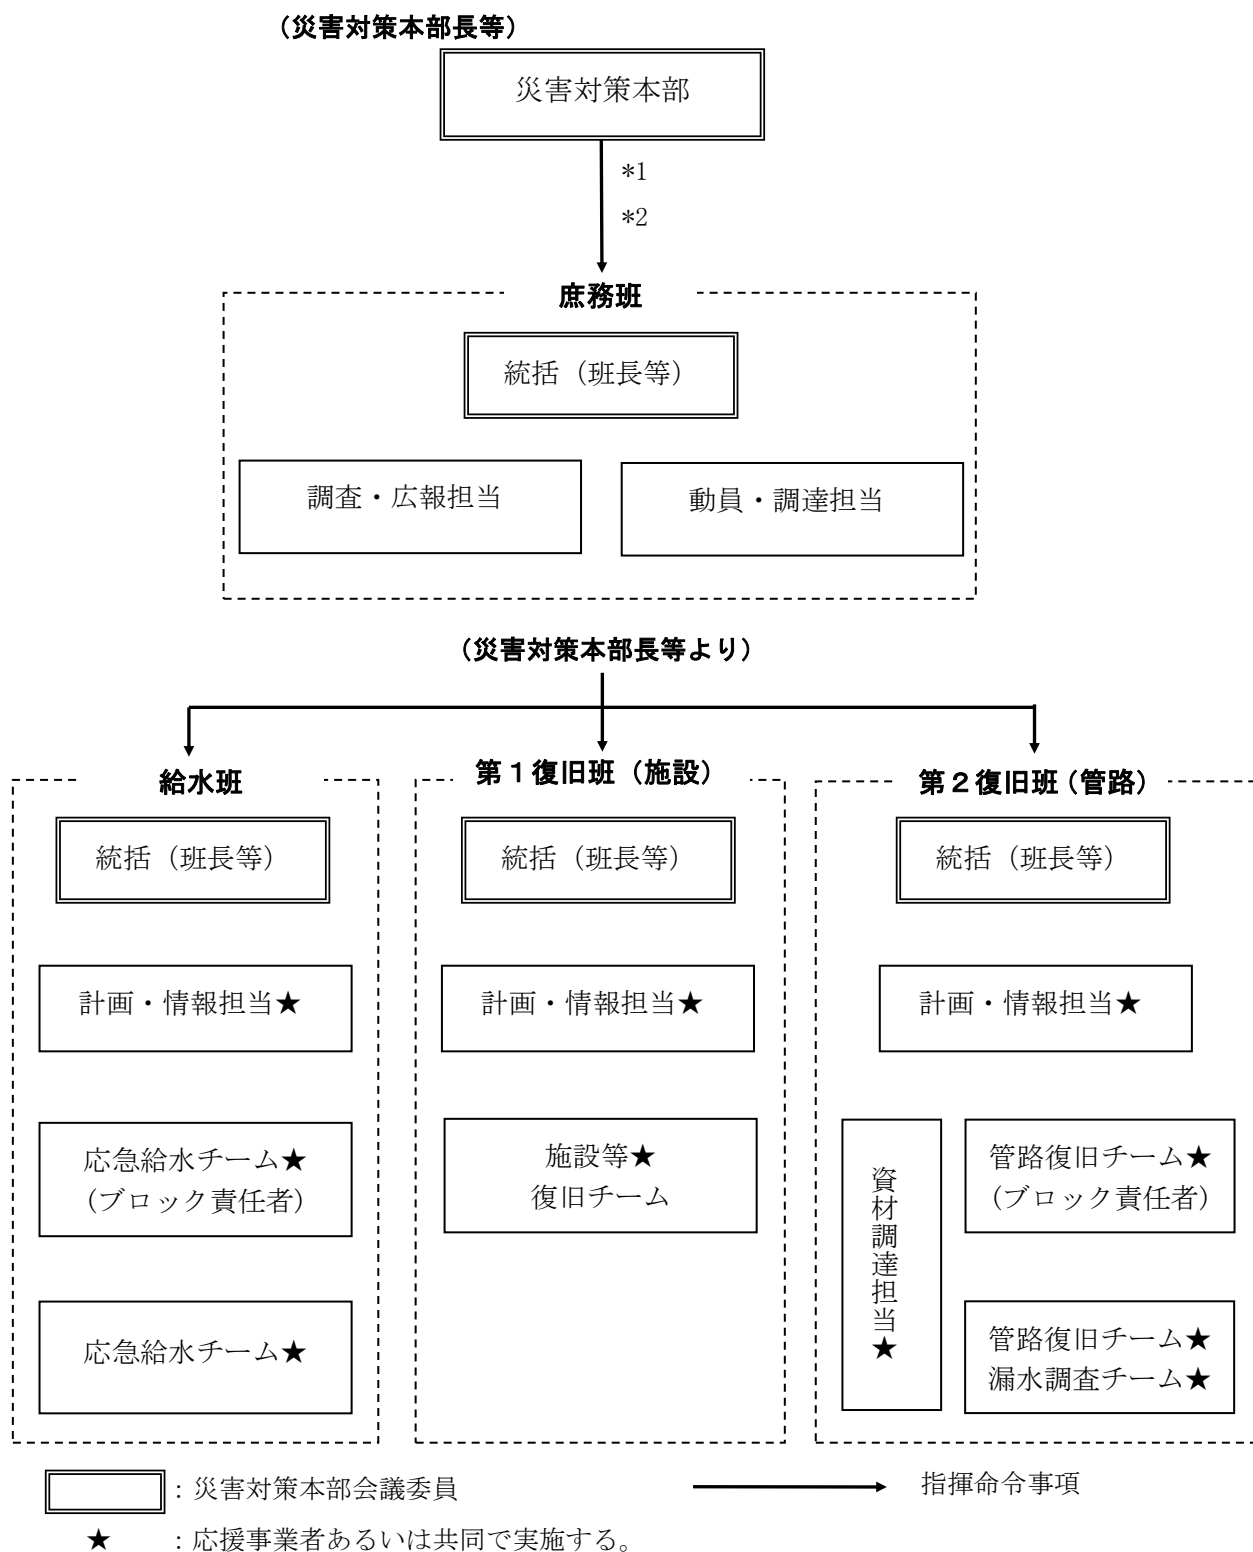 （災害対策本部長等）
災害対策本部
*1
*2
庶務班
統括（班長等）
調査・広報担当
動員・調達担当
（災害対策本部長等より）
給水班
統括（班長等）
計画・情報担当★
応急給水チーム★
（ブロック責任者）
応急給水チーム★
第１復旧班（施設）
統括（班長等）
計画・情報担当★
施設等★
復旧チーム
第２復旧班（管路）
統括（班長等）
計画・情報担当★
資材調達担当★
管路復旧チーム★
（ブロック責任者）
管路復旧チーム★
漏水調査チーム★
：災害対策本部会議委員
指揮命令事項
★　：応援事業者あるいは共同で実施する。